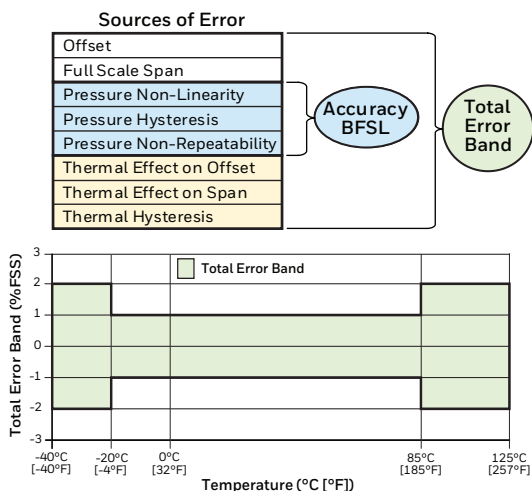 Sources of Error
Offset
Full Scale Span
Pressure Non-Linearity
Pressure Hysteresis
Pressure Non-Repeatability
Thermal Effect on Offset
Thermal Effect on Span
Thermal Hysteresis
Accuracy
BFSL
Total
Error
Band
Total Error Band (%FSS)
3
2
1
0
-1
-2
-3
Total Error Band
-40°C -20°C 0°C 85°C 125°C
[-40°F] [-4°F] [32°F] [185°F] [257°F]
Temperature (°C [°F])